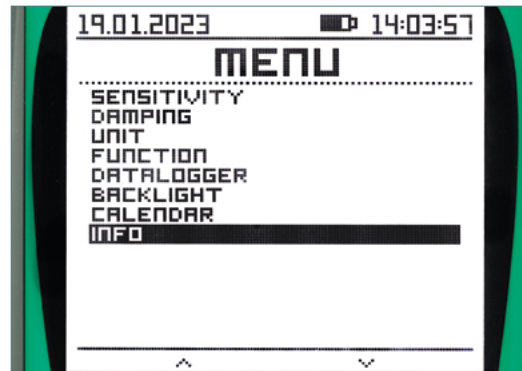 19.01.2023 14:03:57
MENU
SENSITIVITY
DAMPING
UNIT
FUNCTION
DATALOGGER
BACKLIGHT
CALENDAR
INFO